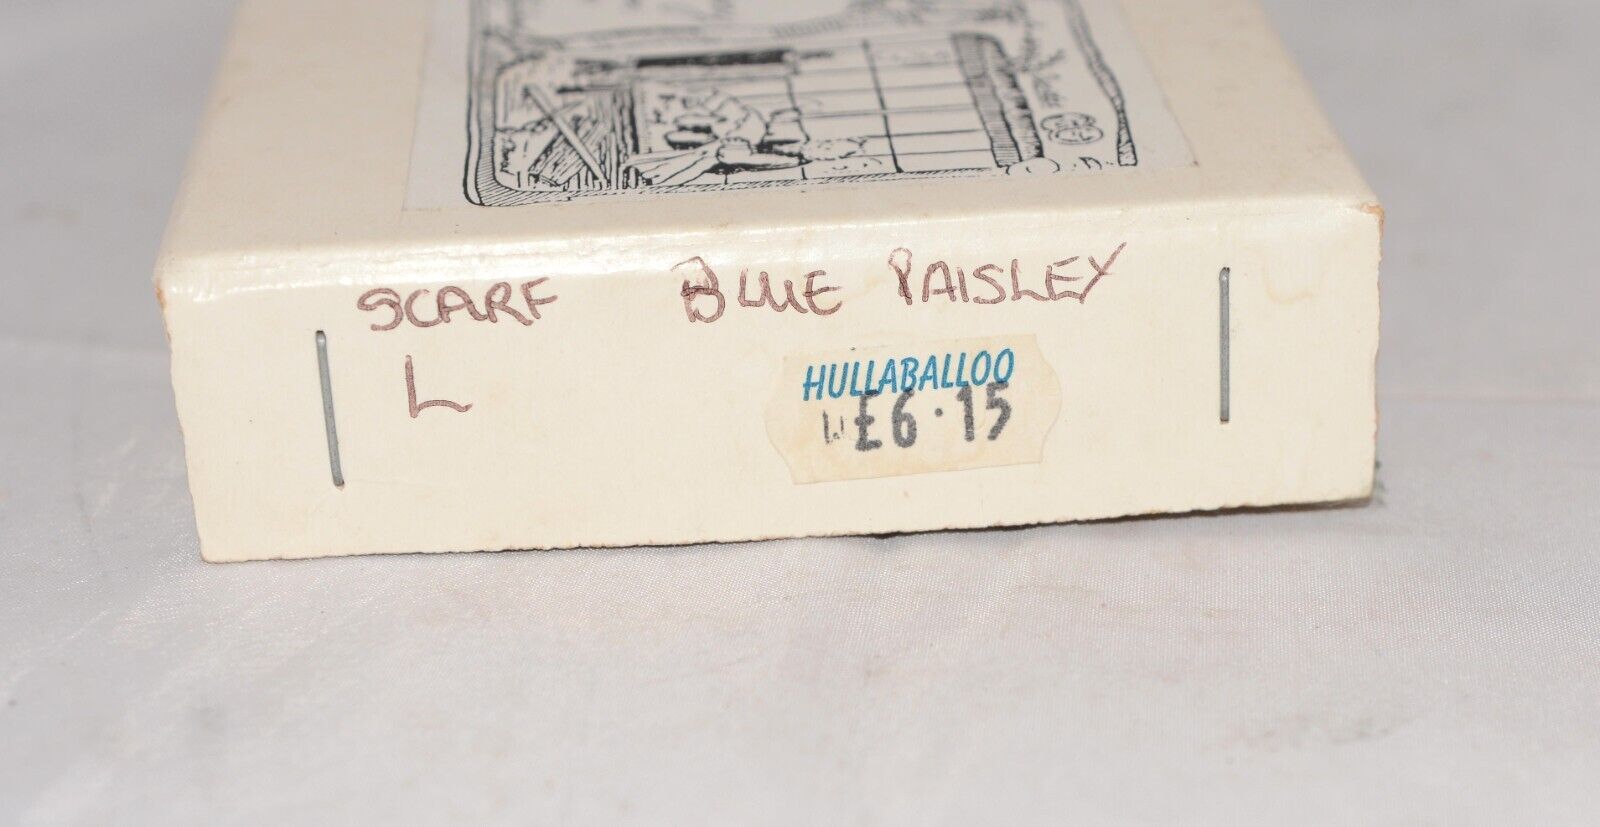 SCARF BLUE PAISLEY
L
HULLABALLOO
£6.15